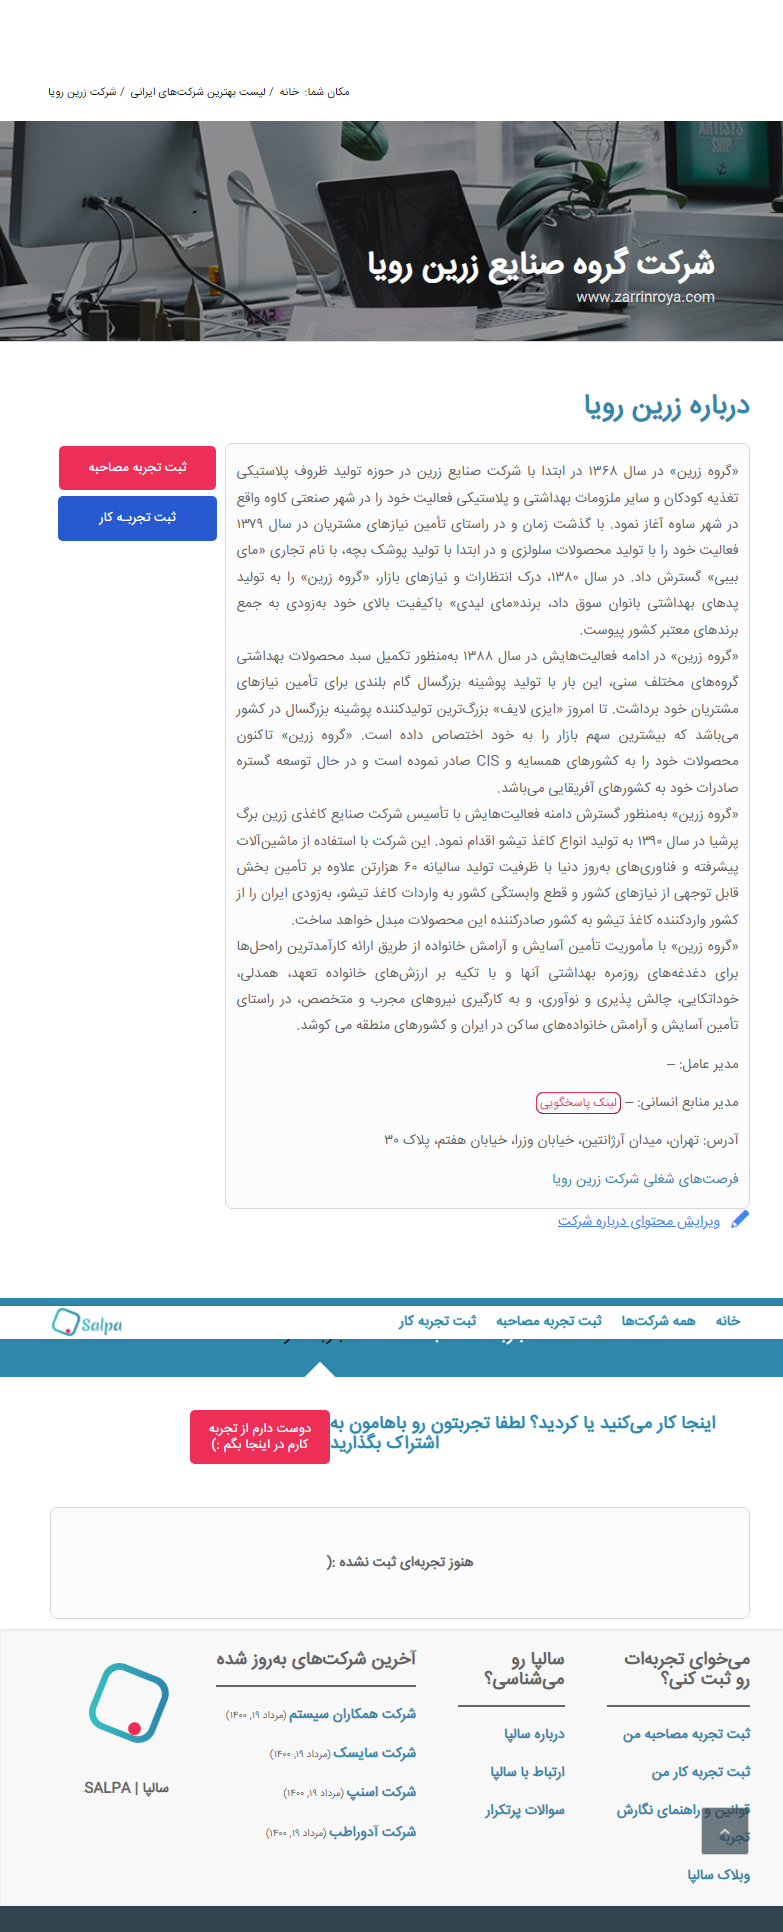 مکان شما: خانه / لیست بهترین شرکت‌های ایرانی / شرکت زرین رویا
ARTISTS
SHIP
شرکت گروه صنایع زرین رویا
www.zarrinroya.com
درباره زرین رویا
ثبت تجربه مصاحبه
ثبت تجربـه کار
«گروه زرین» در سال ۱۳۶۸ در ابتدا با شرکت صنایع زرین در حوزه تولید ظروف پلاستیکی
تغذیه کودکان و سایر ملزومات بهداشتی و پلاستیکی فعالیت خود را در شهر صنعتی کاوه واقع
در شهر ساوه آغاز نمود. با گذشت زمان و در راستای تأمین نیازهای مشتریان در سال ۱۳۷۹
فعالیت خود را با تولید محصولات سلولزی و در ابتدا با تولید پوشک بچه، با نام تجاری «مای
بیبی» گسترش داد. در سال ۱۳۸۰، درک انتظارات و نیازهای بازار، «گروه زرین» را به تولید
پدهای بهداشتی بانوان سوق داد، برند«مای لیدی» باکیفیت بالای خود به‌زودی به جمع
برندهای معتبر کشور پیوست.
«گروه زرین» در ادامه فعالیت‌هایش در سال ۱۳۸۸ به‌منظور تکمیل سبد محصولات بهداشتی
گروه‌های مختلف سنی، این بار با تولید پوشینه بزرگسال گام بلندی برای تأمین نیازهای
مشتریان خود برداشت. تا امروز «ایزی لایف» بزرگ‌ترین تولیدکننده پوشینه بزرگسال در کشور
می‌باشد که بیشترین سهم بازار را به خود اختصاص داده است. «گروه زرین» تاکنون
محصولات خود را به کشورهای همسایه و CIS صادر نموده است و در حال توسعه گستره
صادرات خود به کشورهای آفریقایی می‌باشد.
«گروه زرین» به‌منظور گسترش دامنه فعالیت‌هایش با تأسیس شرکت صنایع کاغذی زرین برگ
پرشیا در سال ۱۳۹۰ به تولید انواع کاغذ تیشو اقدام نمود. این شرکت با استفاده از ماشین‌آلات
پیشرفته و فناوری‌های به‌روز دنیا با ظرفیت تولید سالیانه ۶۰ هزارتن علاوه بر تأمین بخش
قابل توجهی از نیازهای کشور و قطع وابستگی کشور به واردات کاغذ تیشو، به‌زودی ایران را از
کشور واردکننده کاغذ تیشو به کشور صادرکننده این محصولات مبدل خواهد ساخت.
«گروه زرین» با مأموریت تأمین آسایش و آرامش خانواده از طریق ارائه کارآمدترین راه‌حل‌ها
برای دغدغه‌های روزمره بهداشتی آنها و با تکیه بر ارزش‌های خانواده تعهد، همدلی،
خوداتکایی، چالش پذیری و نوآوری، و به کارگیری نیروهای مجرب و متخصص، در راستای
تأمین آسایش و آرامش خانواده‌های ساکن در ایران و کشورهای منطقه می کوشد.
مدیر عامل: –
مدیر منابع انسانی: – لینک پاسخگویی
آدرس: تهران، میدان آرژانتین، خیابان وزرا، خیابان هفتم، پلاک ۳۰
فرصت‌های شغلی شرکت زرین رویا
ویرایش محتوای درباره شرکت
خانه همه شرکت‌ها ثبت تجربه مصاحبه ثبت تجربه کار
Salpa
اینجا کار می‌کنید یا کردید؟ لطفا تجربتون رو باهامون به
اشتراک بگذارید
دوست دارم از تجربه
کارم در اینجا بگم :)
هنوز تجربه‌ای ثبت نشده :(
می‌خوای تجربه‌ات
رو ثبت کنی؟
ثبت تجربه مصاحبه من
ثبت تجربه کار من
قوانین و راهنمای نگارش
تجربه
وبلاگ سالپا
سالپا رو
می‌شناسی؟
درباره سالپا
ارتباط با سالپا
سوالات پرتکرار
آخرین شرکت‌های به‌روز شده
شرکت همکاران سیستم (مرداد ۱۹, ۱۴۰۰)
شرکت سایسک (مرداد ۱۹, ۱۴۰۰)
شرکت اسنپ (مرداد ۱۹, ۱۴۰۰)
شرکت آدوراطب (مرداد ۱۹, ۱۴۰۰)
سالپا | SALPA